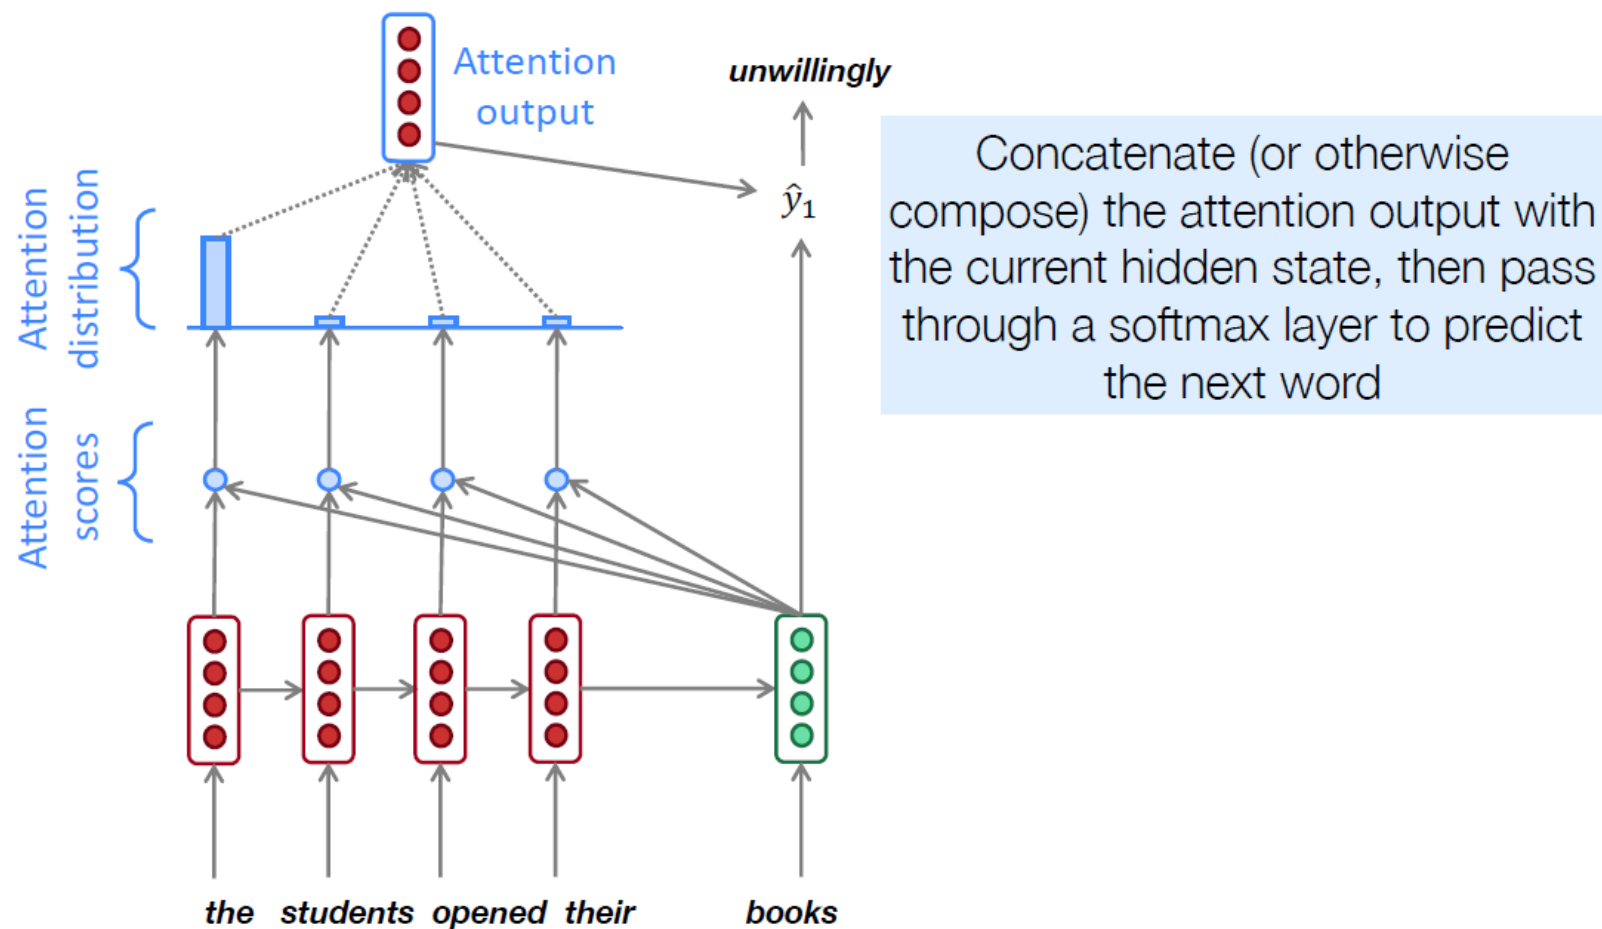 Attention
output
unwillingly
ŷ₁
Concatenate (or otherwise
compose) the attention output with
the current hidden state, then pass
through a softmax layer to predict
the next word
Attention
distribution
Attention
scores
the students opened their books